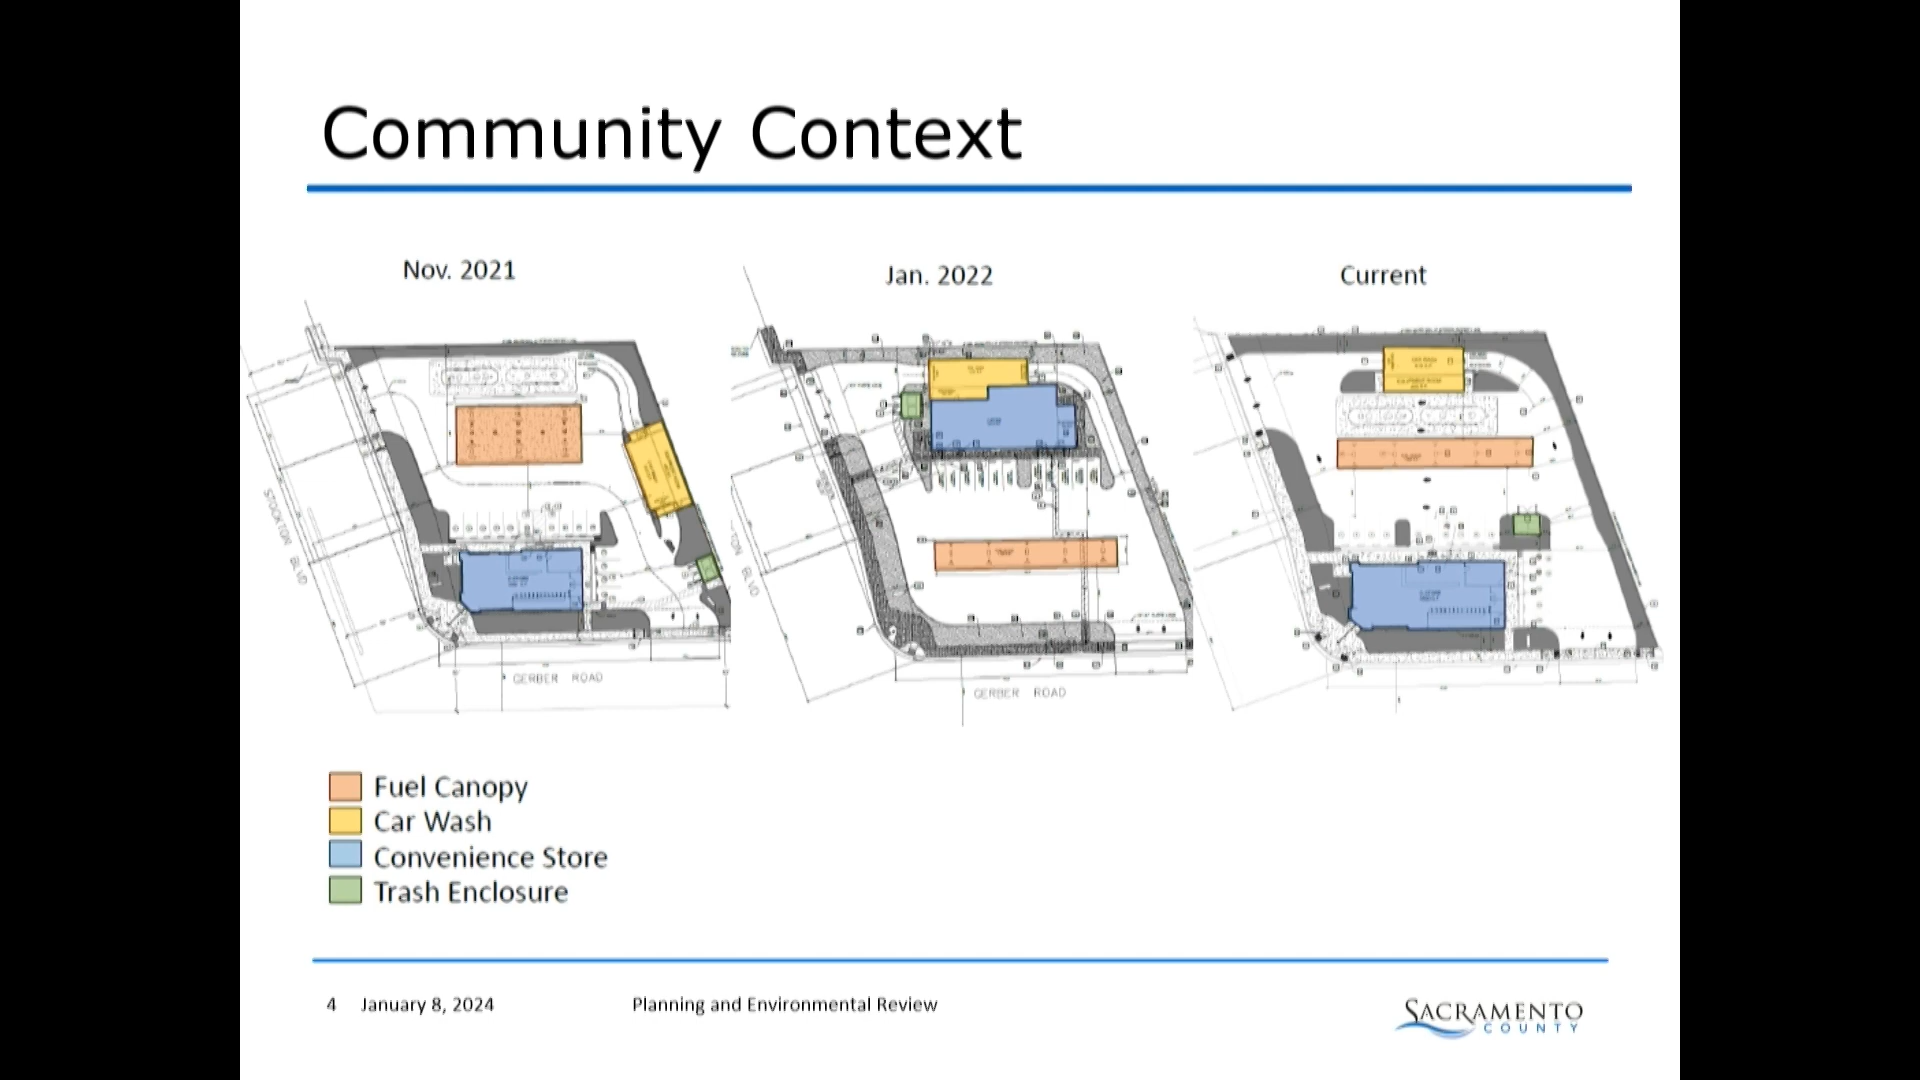 Community Context
Nov. 2021
Jan. 2022
Current
STOCKTON BLVD
GERBER ROAD
BLVD
GERBER ROAD
Fuel Canopy
Car Wash
Convenience Store
Trash Enclosure
4 January 8, 2024 Planning and Environmental Review
SACRAMENTO
COUNTY